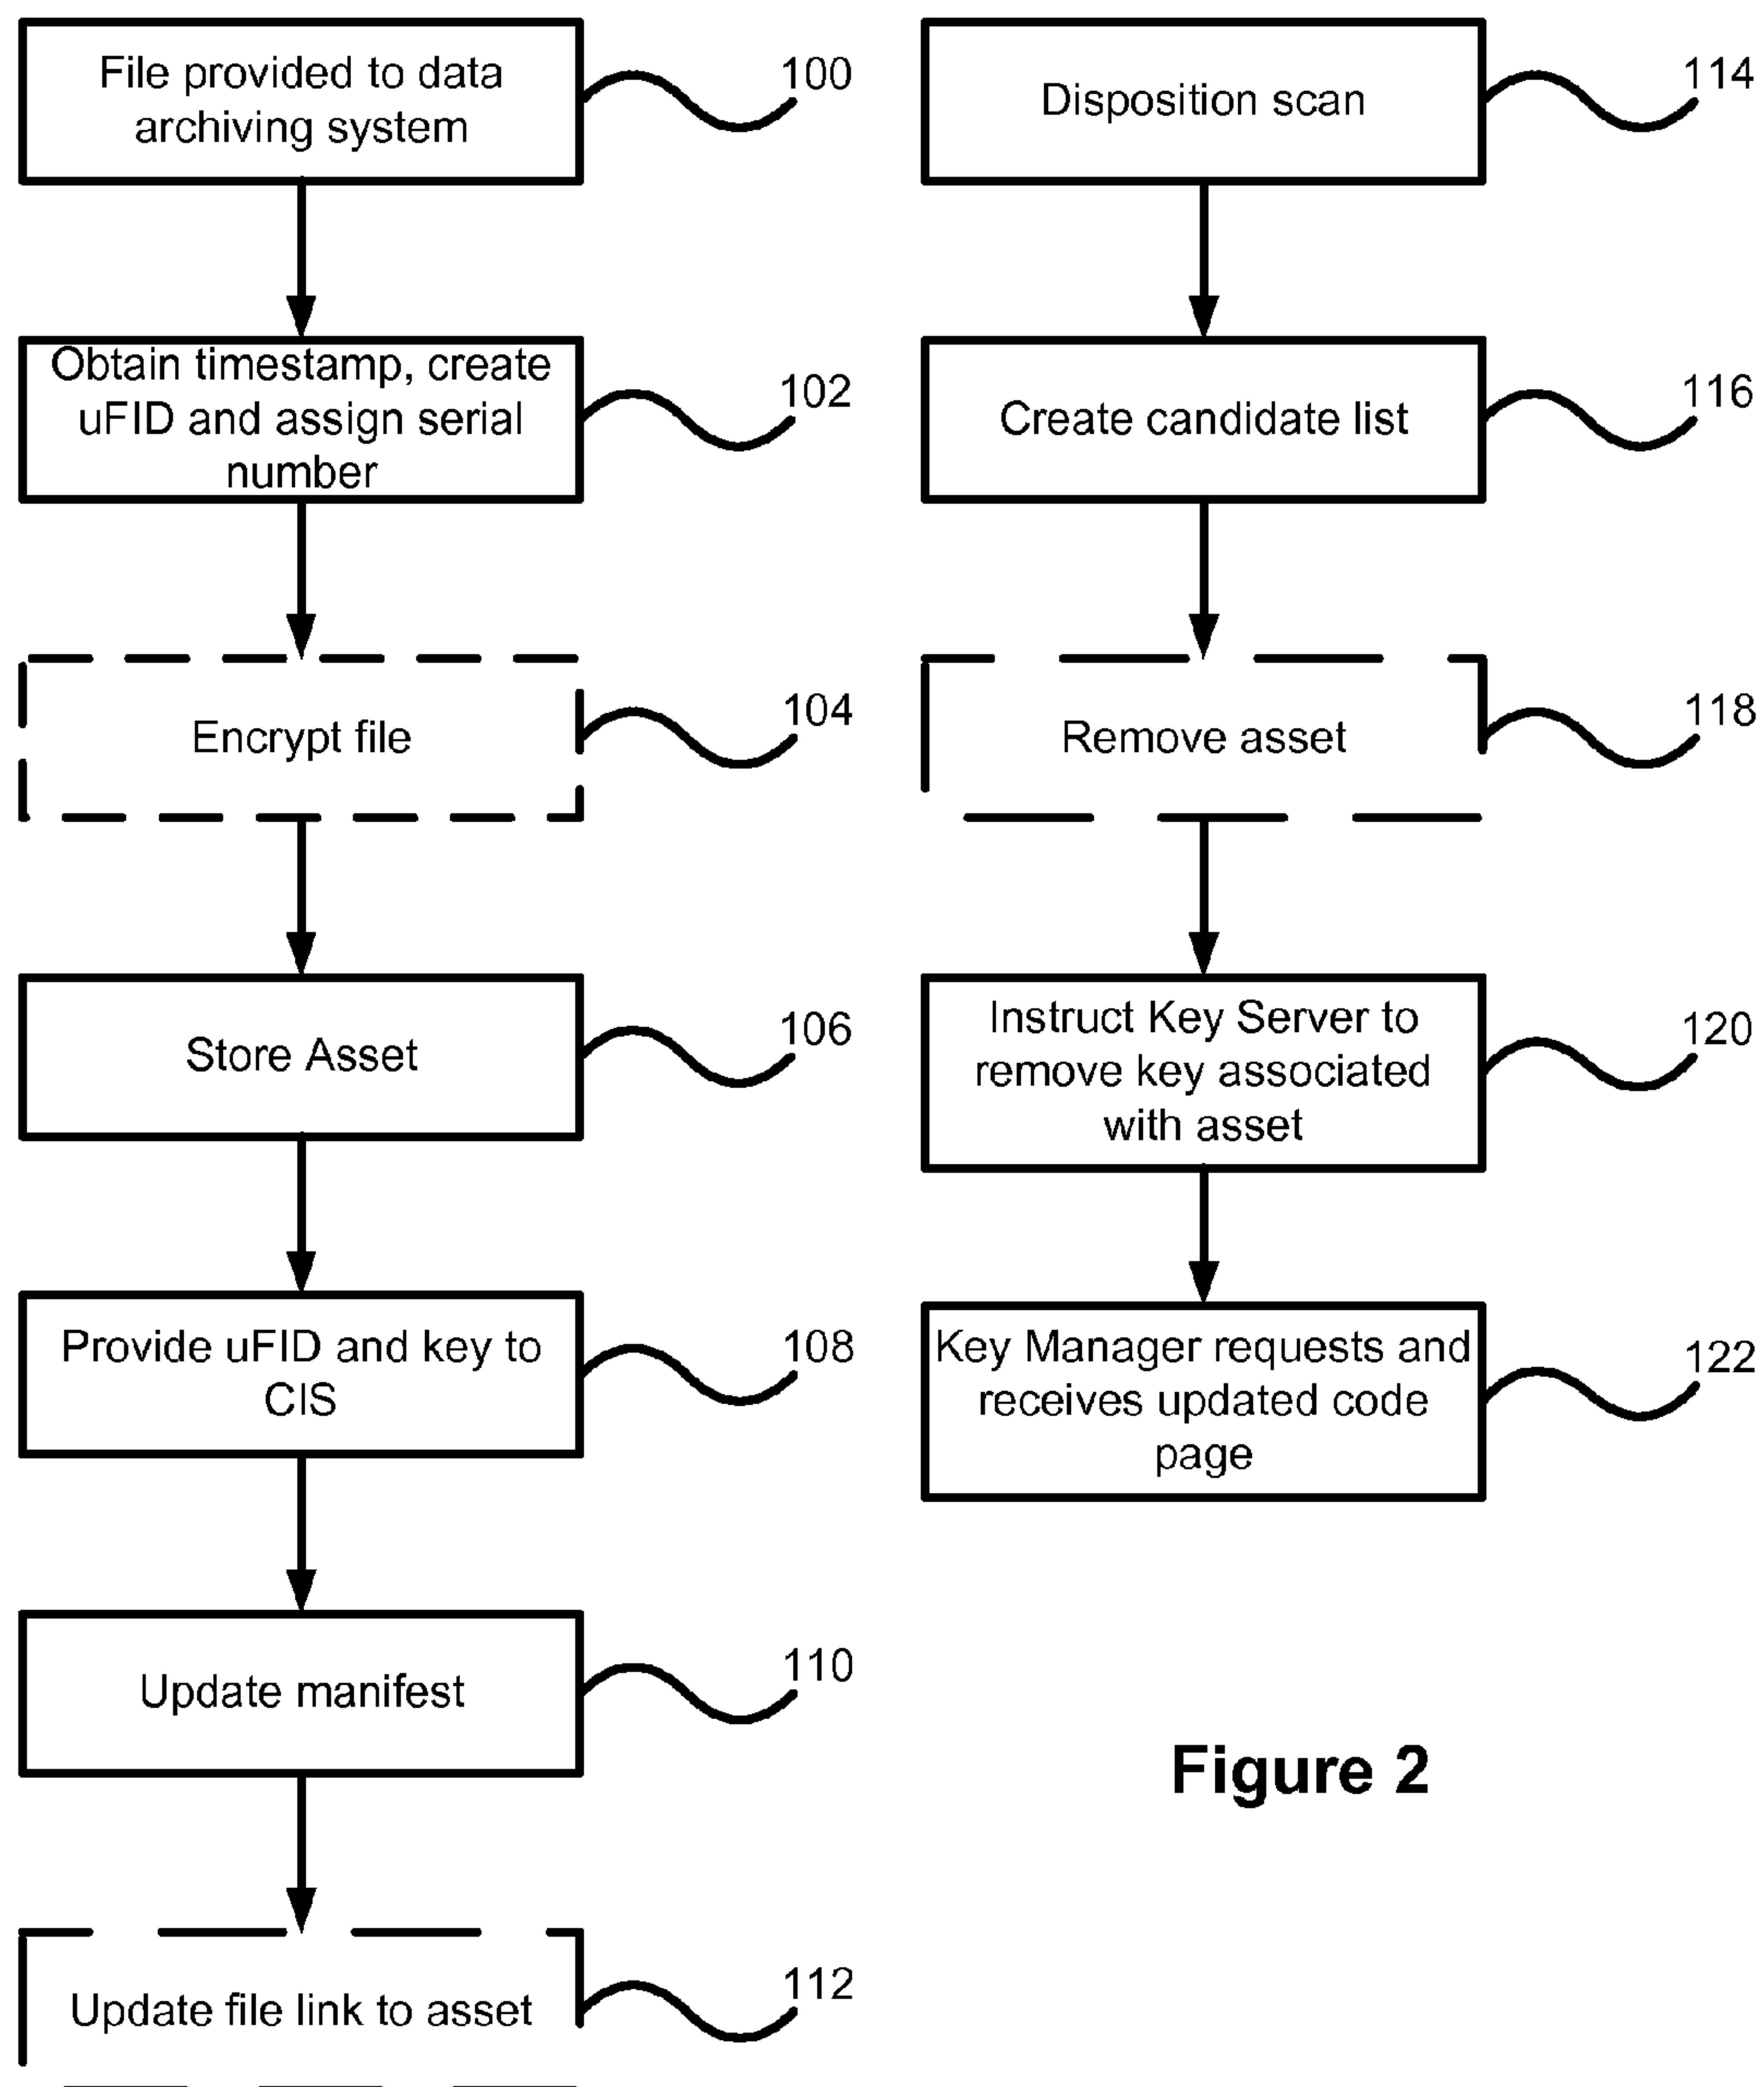 File provided to data
archiving system
100
Obtain timestamp, create
uFID and assign serial
number
102
Encrypt file
104
Store Asset
106
Provide uFID and key to
CIS
108
Update manifest
110
Update file link to asset
112
Disposition scan
114
Create candidate list
116
Remove asset
118
Instruct Key Server to
remove key associated
with asset
120
Key Manager requests and
receives updated code
page
122
Figure 2